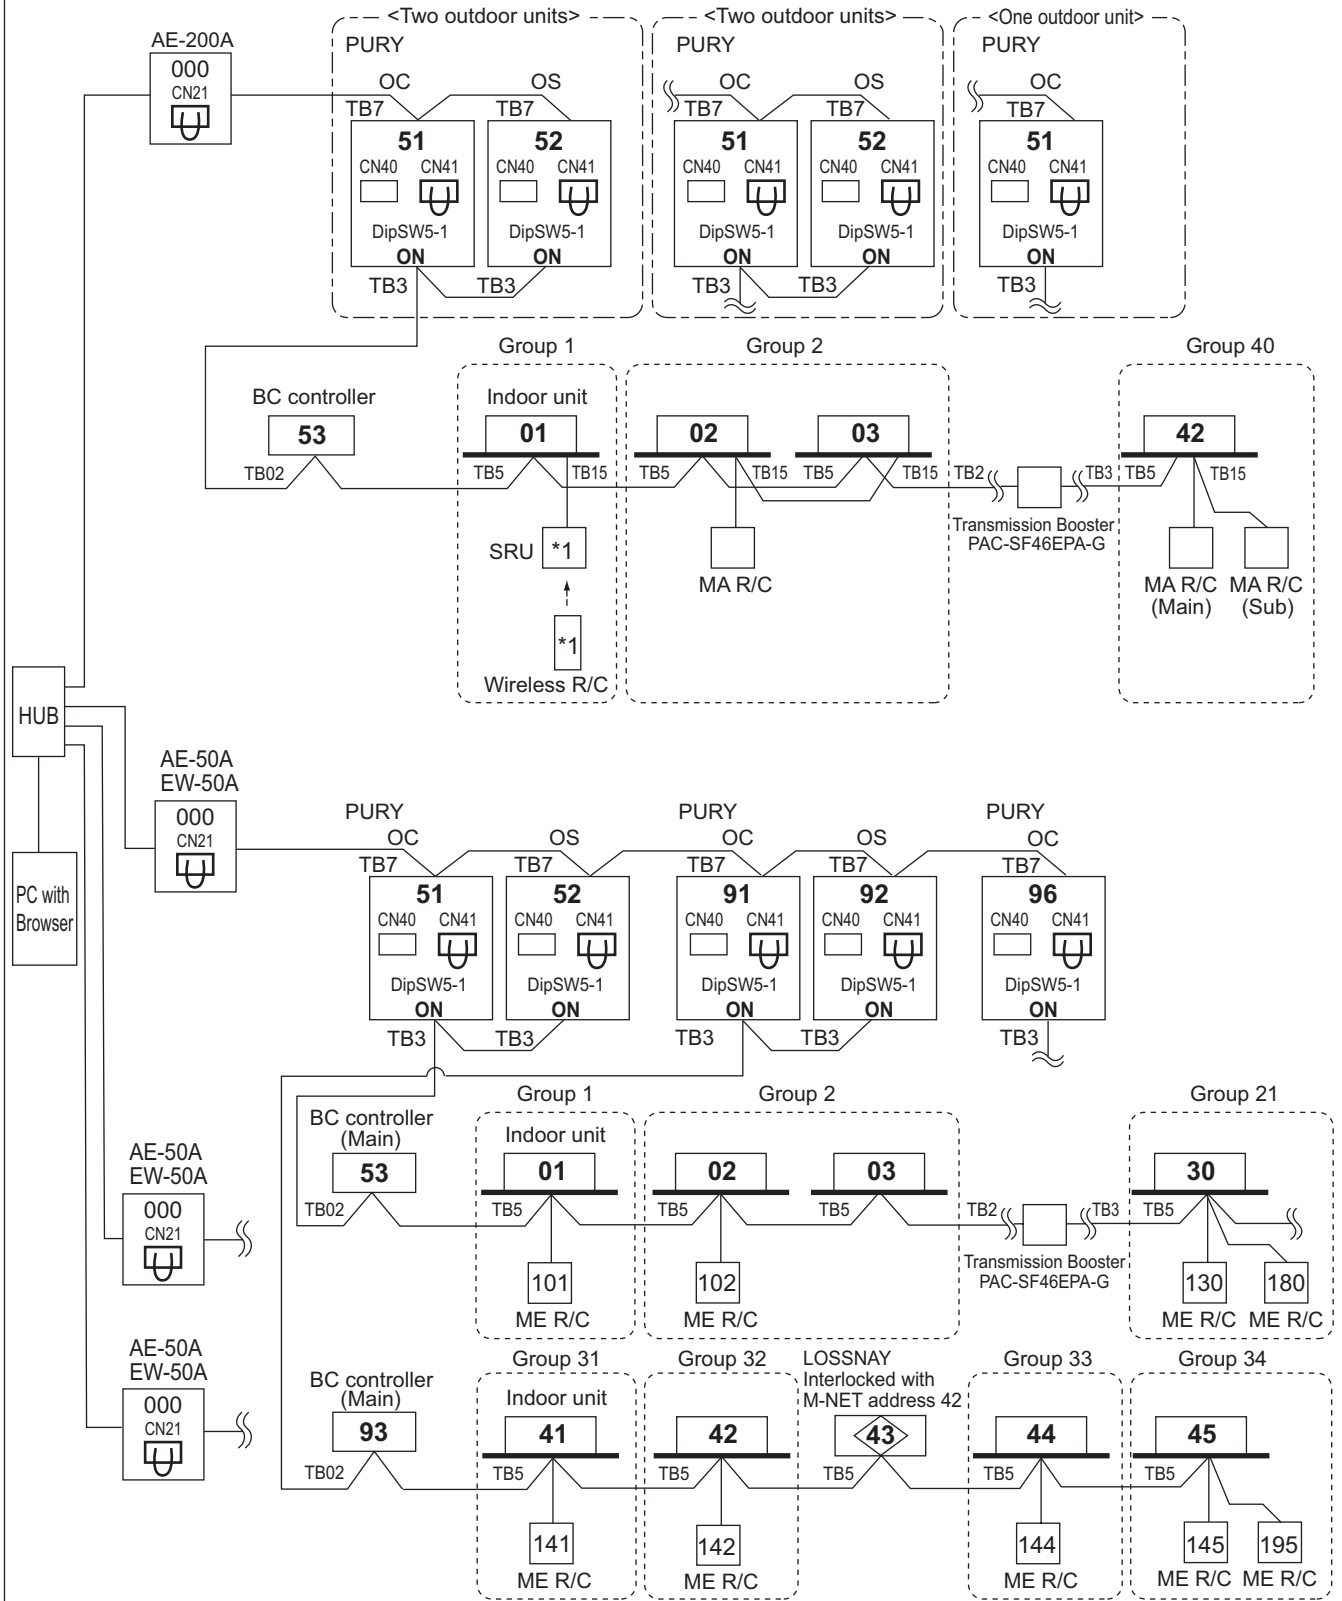 <Two outdoor units>
<Two outdoor units>
<One outdoor unit>
AE-200A
000
CN21
PURY
OC
OS
TB7
TB7
51
52
CN40
CN41
CN40
CN41
DipSW5-1
ON
DipSW5-1
ON
TB3
TB3
PURY
OC
OS
TB7
TB7
51
52
CN40
CN41
CN40
CN41
DipSW5-1
ON
DipSW5-1
ON
TB3
TB3
PURY
OC
TB7
51
CN40
CN41
DipSW5-1
ON
TB3
Group 1
Group 2
Group 40
BC controller
53
TB02
Indoor unit
01
TB5
TB15
SRU
*1
*1
Wireless R/C
02
TB5
TB15
MA R/C
03
TB5
TB15
TB2
TB3
Transmission Booster
PAC-SF46EPA-G
42
TB5
TB15
MA R/C
(Main)
MA R/C
(Sub)
HUB
PC with
Browser
AE-50A
EW-50A
000
CN21
PURY
OC
OS
TB7
TB7
51
52
CN40
CN41
CN40
CN41
DipSW5-1
ON
DipSW5-1
ON
TB3
TB3
PURY
OC
OS
TB7
TB7
91
92
CN40
CN41
CN40
CN41
DipSW5-1
ON
DipSW5-1
ON
TB3
TB3
PURY
OC
TB7
96
CN40
CN41
DipSW5-1
ON
TB3
Group 1
Group 2
Group 21
BC controller
(Main)
53
TB02
Indoor unit
01
TB5
101
ME R/C
02
TB5
102
ME R/C
03
TB5
TB2
TB3
Transmission Booster
PAC-SF46EPA-G
30
TB5
130
ME R/C
180
ME R/C
AE-50A
EW-50A
000
CN21
AE-50A
EW-50A
000
CN21
BC controller
(Main)
93
TB02
Group 31
Indoor unit
41
TB5
141
ME R/C
Group 32
42
TB5
142
ME R/C
LOSSNAY
Interlocked with
M-NET address 42
43
TB5
Group 33
44
TB5
144
ME R/C
Group 34
45
TB5
145
ME R/C
195
ME R/C